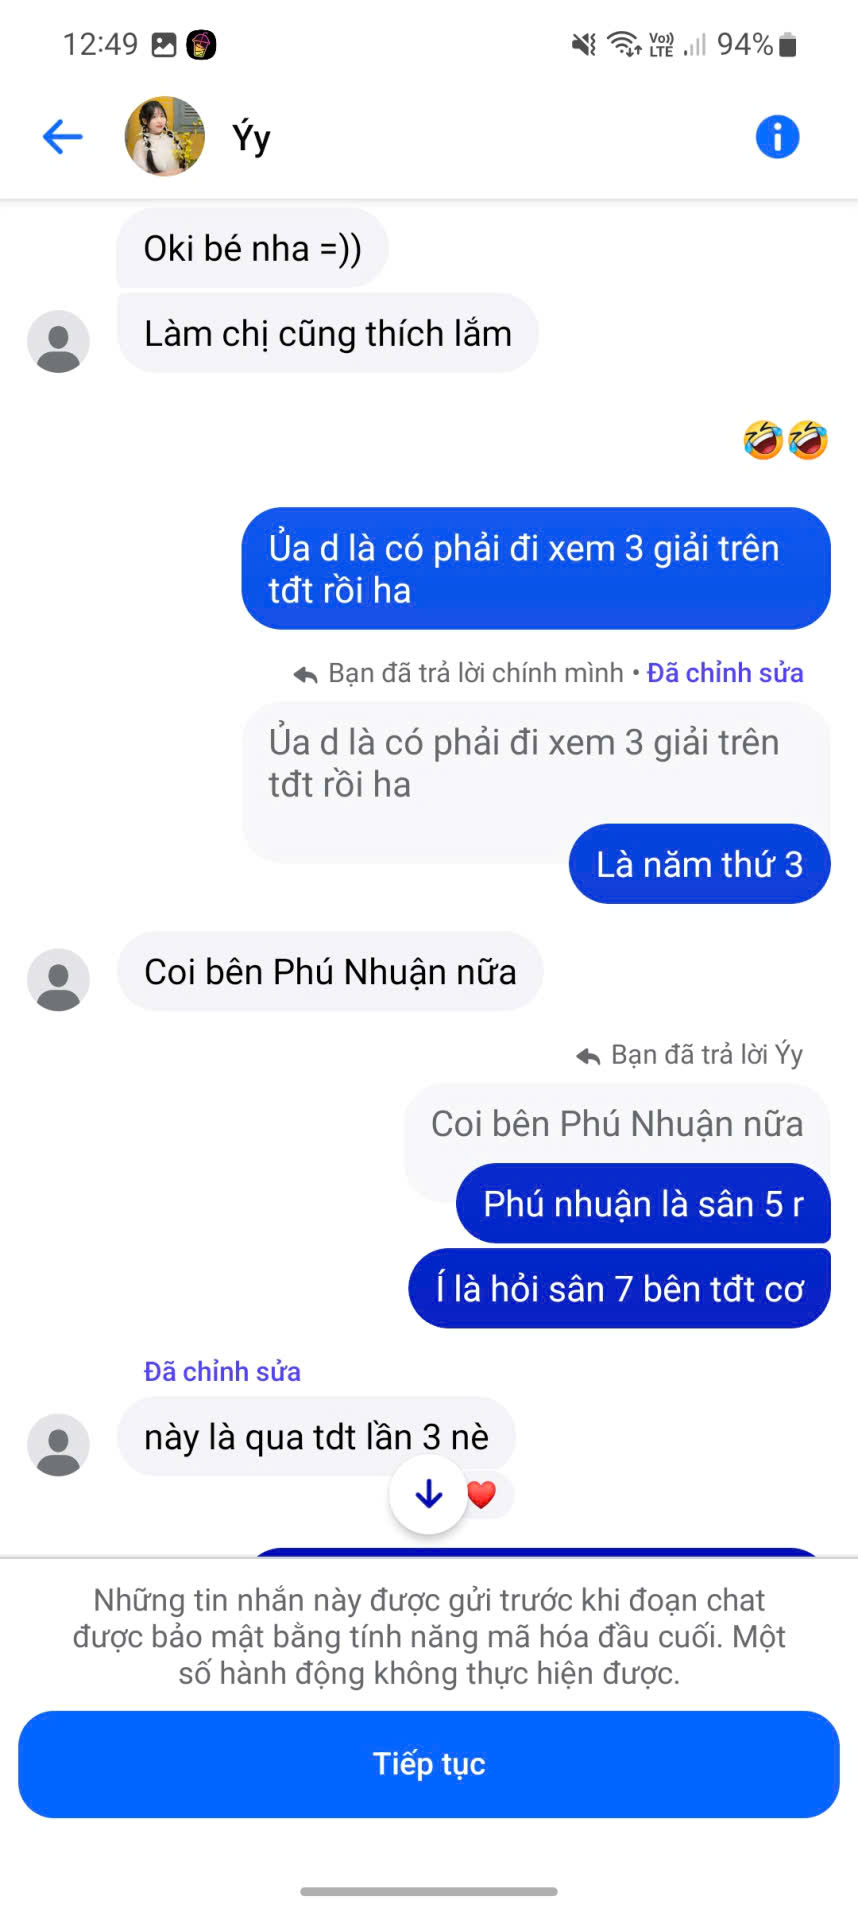 12:49
Vo))
LTE
94%
Ýy
Oki bé nha =))
Làm chị cũng thích lắm
🤣🤣
Ủa d là có phải đi xem 3 giải trên
tđt rồi ha
Bạn đã trả lời chính mình • Đã chỉnh sửa
Ủa d là có phải đi xem 3 giải trên
tđt rồi ha
Là năm thứ 3
Coi bên Phú Nhuận nữa
Bạn đã trả lời Ýy
Coi bên Phú Nhuận nữa
Phú nhuận là sân 5 r
Í là hỏi sân 7 bên tđt cơ
Đã chỉnh sửa
này là qua tdt lần 3 nè
Những tin nhắn này được gửi trước khi đoạn chat
được bảo mật bằng tính năng mã hóa đầu cuối. Một
số hành động không thực hiện được.
Tiếp tục